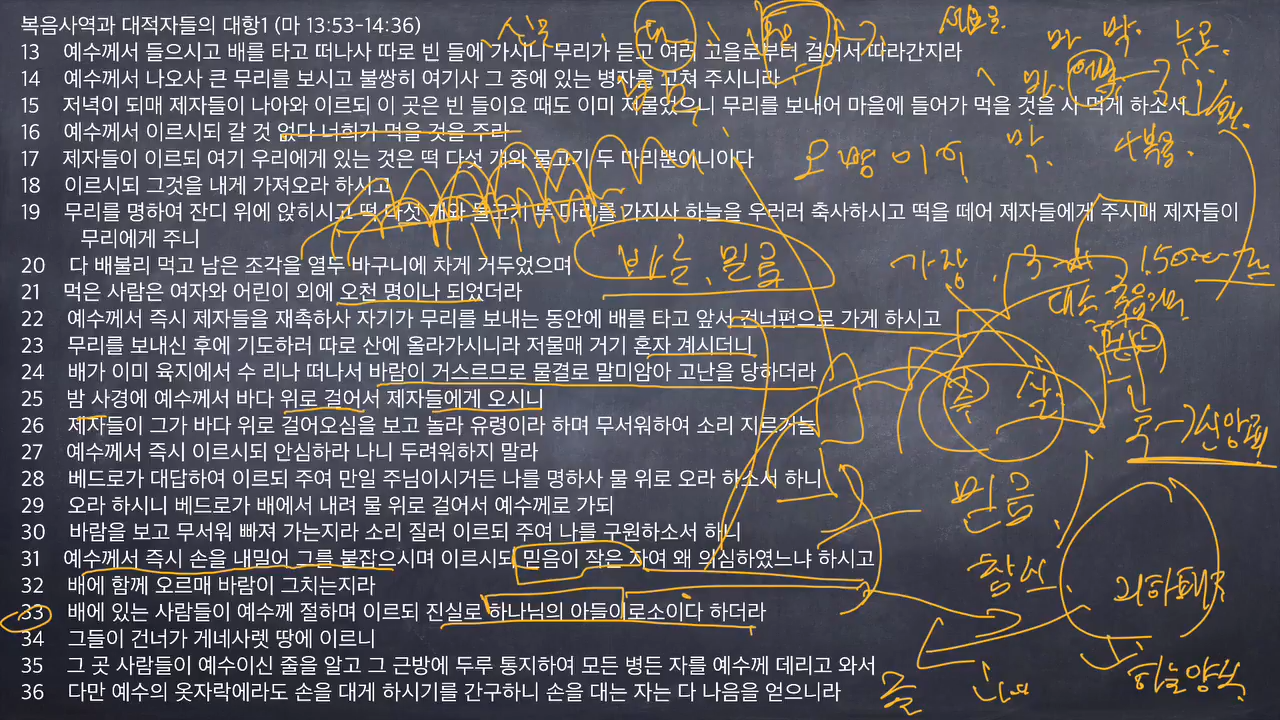 복음사역과 대적자들의 대항1 (마 13:53-14:36)
13 예수께서 들으시고 배를 타고 떠나사 따로 빈 들에 가시니 무리가 듣고 여러 고을로부터 걸어서 따라간지라
14 예수께서 나오사 큰 무리를 보시고 불쌍히 여기사 그 중에 있는 병자를 고쳐 주시니라
15 저녁이 되매 제자들이 나아와 이르되 이 곳은 빈 들이요 때도 이미 저물었으니 무리를 보내어 마을에 들어가 먹을 것을 사 먹게 하소서
16 예수께서 이르시되 갈 것 없다 너희가 먹을 것을 주라
17 제자들이 이르되 여기 우리에게 있는 것은 떡 다섯 개와 물고기 두 마리뿐이니이다
18 이르시되 그것을 내게 가져오라 하시고
19 무리를 명하여 잔디 위에 앉히시고 떡 다섯 개와 물고기 두 마리를 가지사 하늘을 우러러 축사하시고 떡을 떼어 제자들에게 주시매 제자들이
무리에게 주니
20 다 배불리 먹고 남은 조각을 열두 바구니에 차게 거두었으며
21 먹은 사람은 여자와 어린이 외에 오천 명이나 되었더라
22 예수께서 즉시 제자들을 재촉하사 자기가 무리를 보내는 동안에 배를 타고 앞서 건너편으로 가게 하시고
23 무리를 보내신 후에 기도하러 따로 산에 올라가시니라 저물매 거기 혼자 계시더니
24 배가 이미 육지에서 수 리나 떠나서 바람이 거스르므로 물결로 말미암아 고난을 당하더라
25 밤 사경에 예수께서 바다 위로 걸어서 제자들에게 오시니
26 제자들이 그가 바다 위로 걸어오심을 보고 놀라 유령이라 하며 무서워하여 소리 지르거늘
27 예수께서 즉시 이르시되 안심하라 나니 두려워하지 말라
28 베드로가 대답하여 이르되 주여 만일 주님이시거든 나를 명하사 물 위로 오라 하소서 하니
29 오라 하시니 베드로가 배에서 내려 물 위로 걸어서 예수께로 가되
30 바람을 보고 무서워 빠져 가는지라 소리 질러 이르되 주여 나를 구원하소서 하니
31 예수께서 즉시 손을 내밀어 그를 붙잡으시며 이르시되 믿음이 작은 자여 왜 의심하였느냐 하시고
32 배에 함께 오르매 바람이 그치는지라
33 배에 있는 사람들이 예수께 절하며 이르되 진실로 하나님의 아들이로소이다 하더라
34 그들이 건너가 게네사렛 땅에 이르니
35 그 곳 사람들이 예수이신 줄을 알고 그 근방에 두루 통지하여 모든 병든 자를 예수께 데리고 와서
36 다만 예수의 옷자락에라도 손을 대게 하시기를 간구하니 손을 대는 자는 다 나음을 얻으니라
오병이어 막. 4복음.
가장
믿음
하늘양식